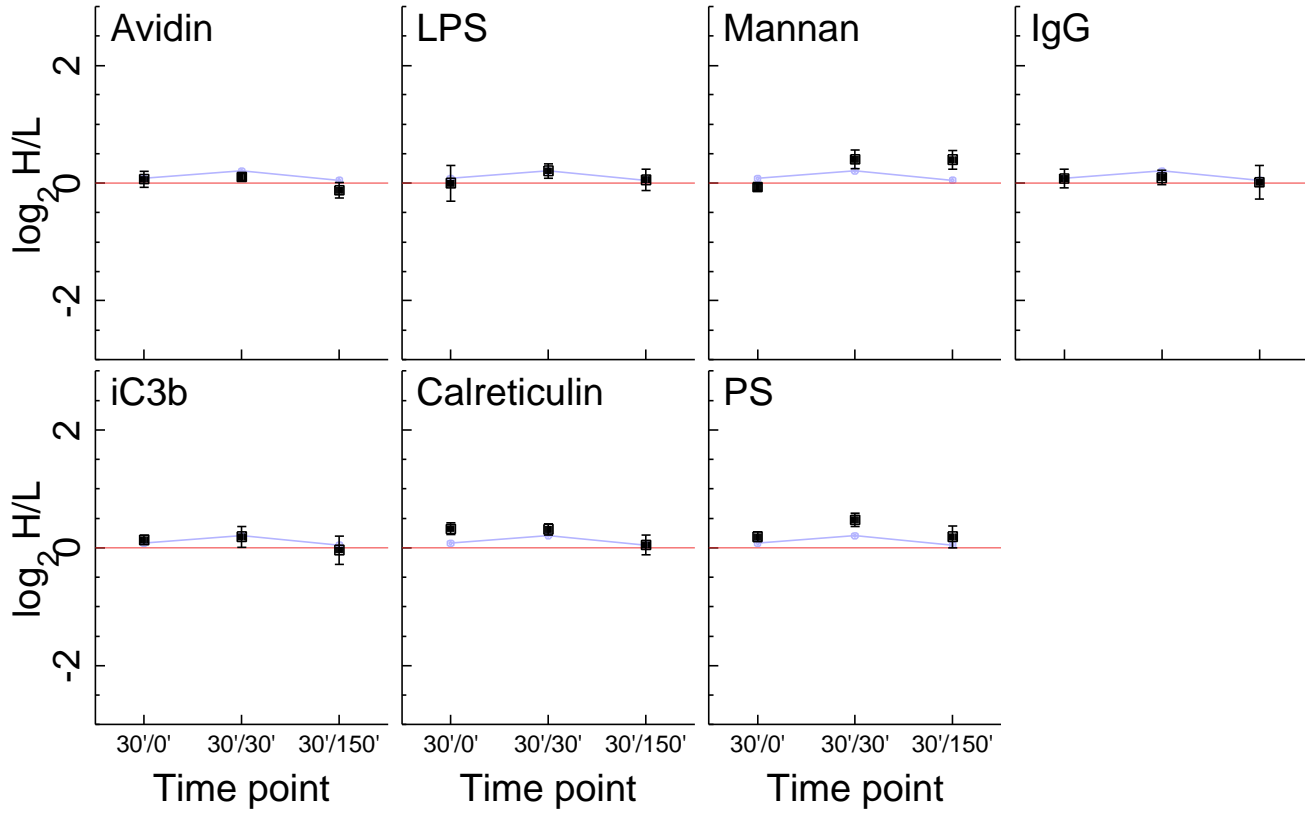 Avidin LPS Mannan IgG
2
0
-2
log2 H/L
iC3b Calreticulin PS
2
0
-2
log2 H/L
30'/0' 30'/30' 30'/150' 30'/0' 30'/30' 30'/150' 30'/0' 30'/30' 30'/150'
Time point Time point Time point